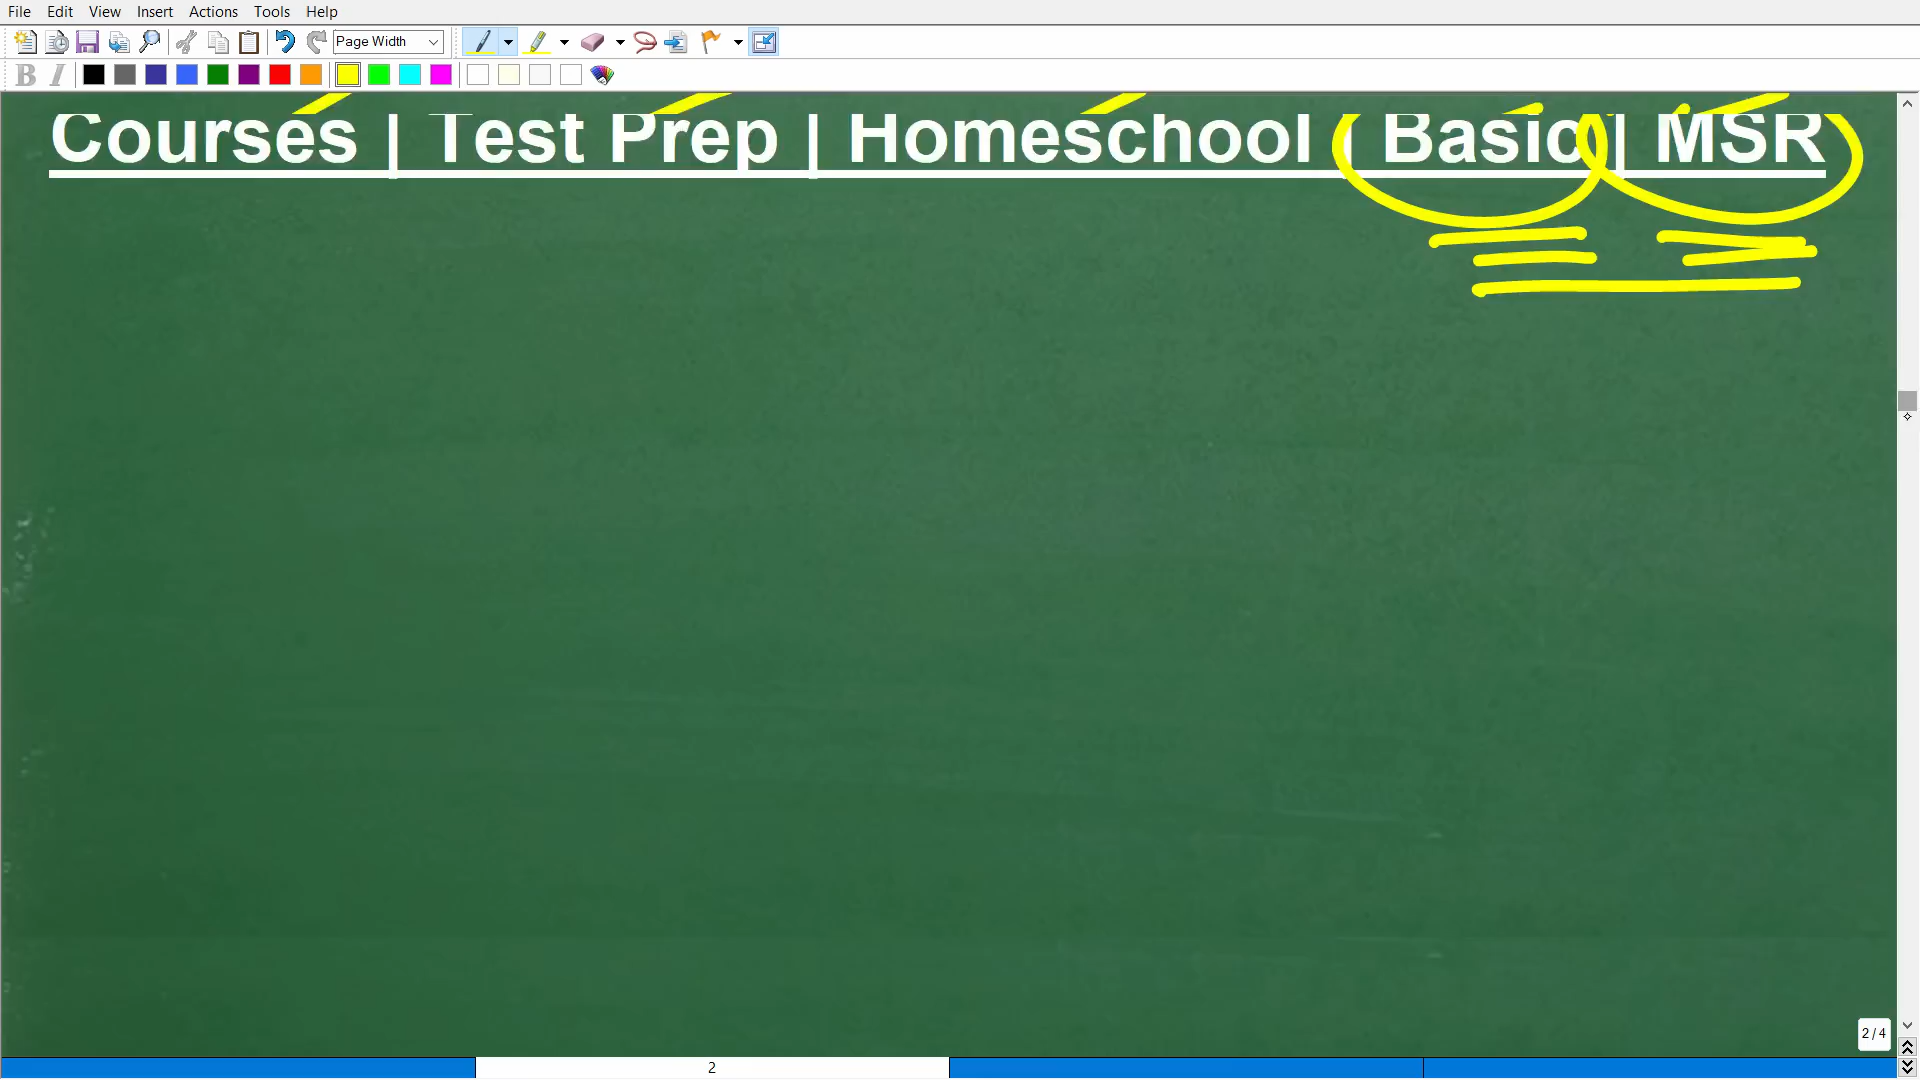 File Edit View Insert Actions Tools Help
Page Width
B I
Courses | Test Prep | Homeschool | Basic | MSR
2 / 4
2